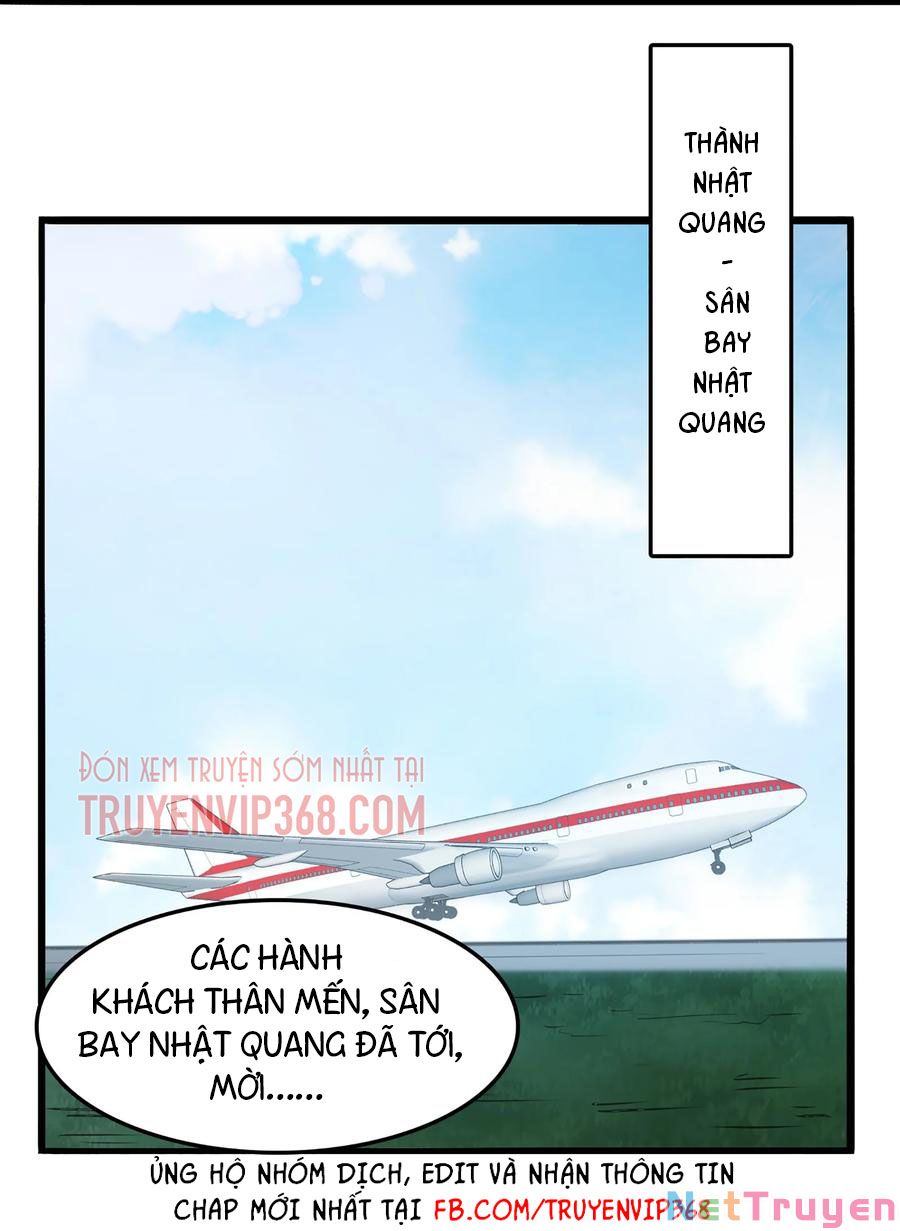 THÀNH
NHẬT
QUANG
-
SÂN
BAY
NHẬT
QUANG
ĐÓN XEM TRUYỆN SỚM NHẤT TẠI
TRUYENVIP368.COM
CÁC HÀNH
KHÁCH THÂN MẾN, SÂN
BAY NHẬT QUANG ĐÃ TỚI,
MỜI......
ỦNG HỘ NHÓM DỊCH, EDIT VÀ NHẬN THÔNG TIN
CHAP MỚI NHẤT TẠI FB.COM/TRUYENVIP368
NetTruyen